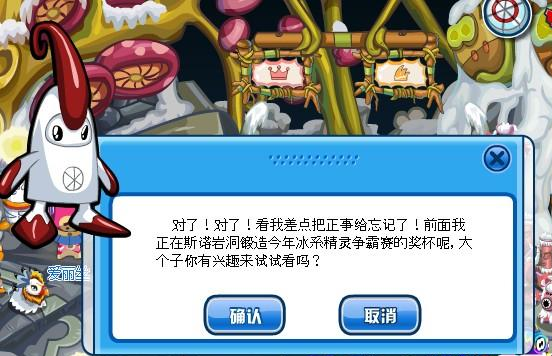 对了！对了！看我差点把正事给忘记了！前面我
正在斯诺岩洞锻造今年冰系精灵争霸赛的奖杯呢，大
个子你有兴趣来试试看吗？
爱丽丝
确认
取消